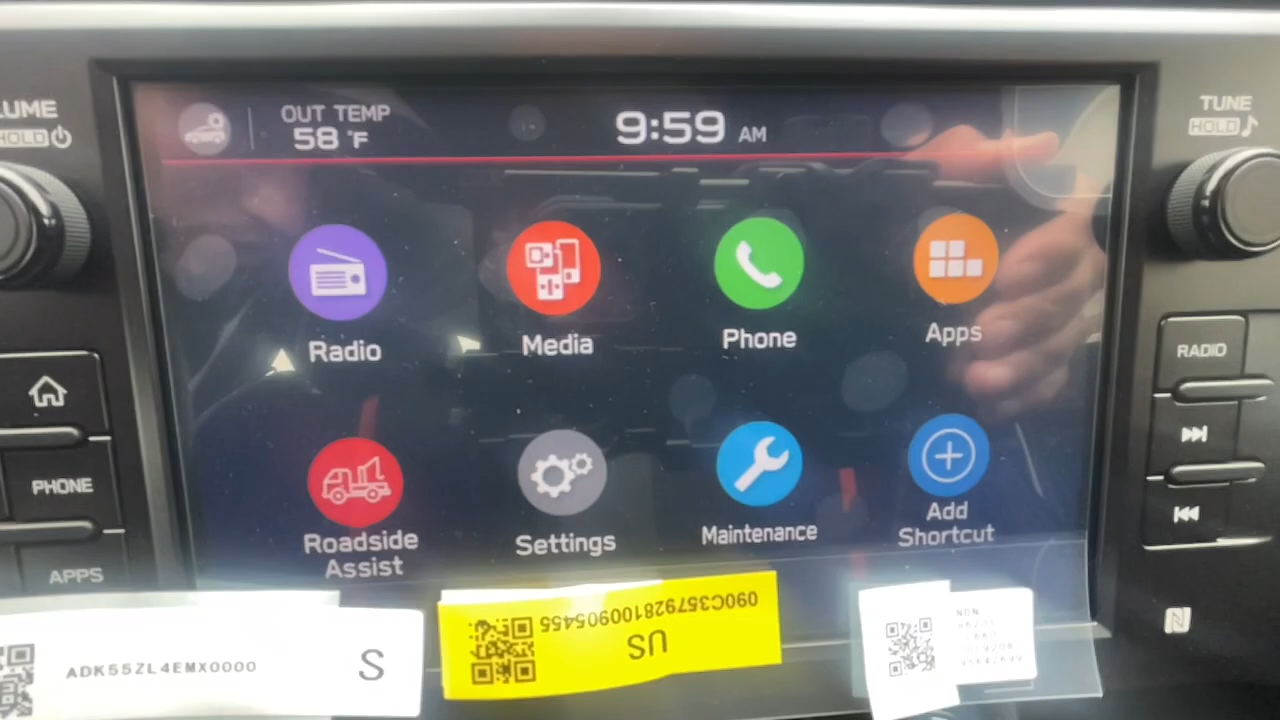 OUT TEMP
58 °F
9:59 AM
TUNE
HOLD
HOLD
Radio
Media
Phone
Apps
RADIO
PHONE
APPS
Roadside
Assist
Settings
Maintenance
Add
Shortcut
ADK55ZL4EMX0000
S
090C357928100905455
US